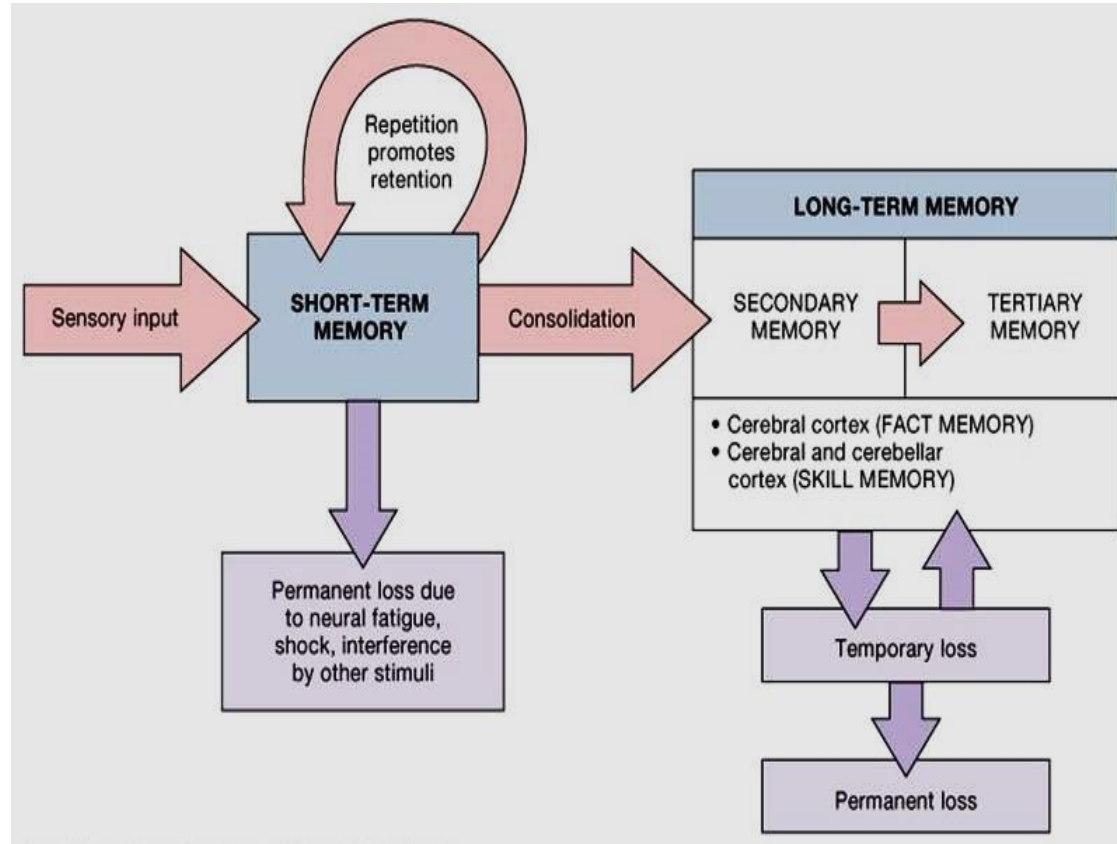 Repetition
promotes
retention
Sensory input
SHORT-TERM
MEMORY
Consolidation
LONG-TERM MEMORY
SECONDARY
MEMORY
TERTIARY
MEMORY
• Cerebral cortex (FACT MEMORY)
• Cerebral and cerebellar
cortex (SKILL MEMORY)
Permanent loss due
to neural fatigue,
shock, interference
by other stimuli
Temporary loss
Permanent loss